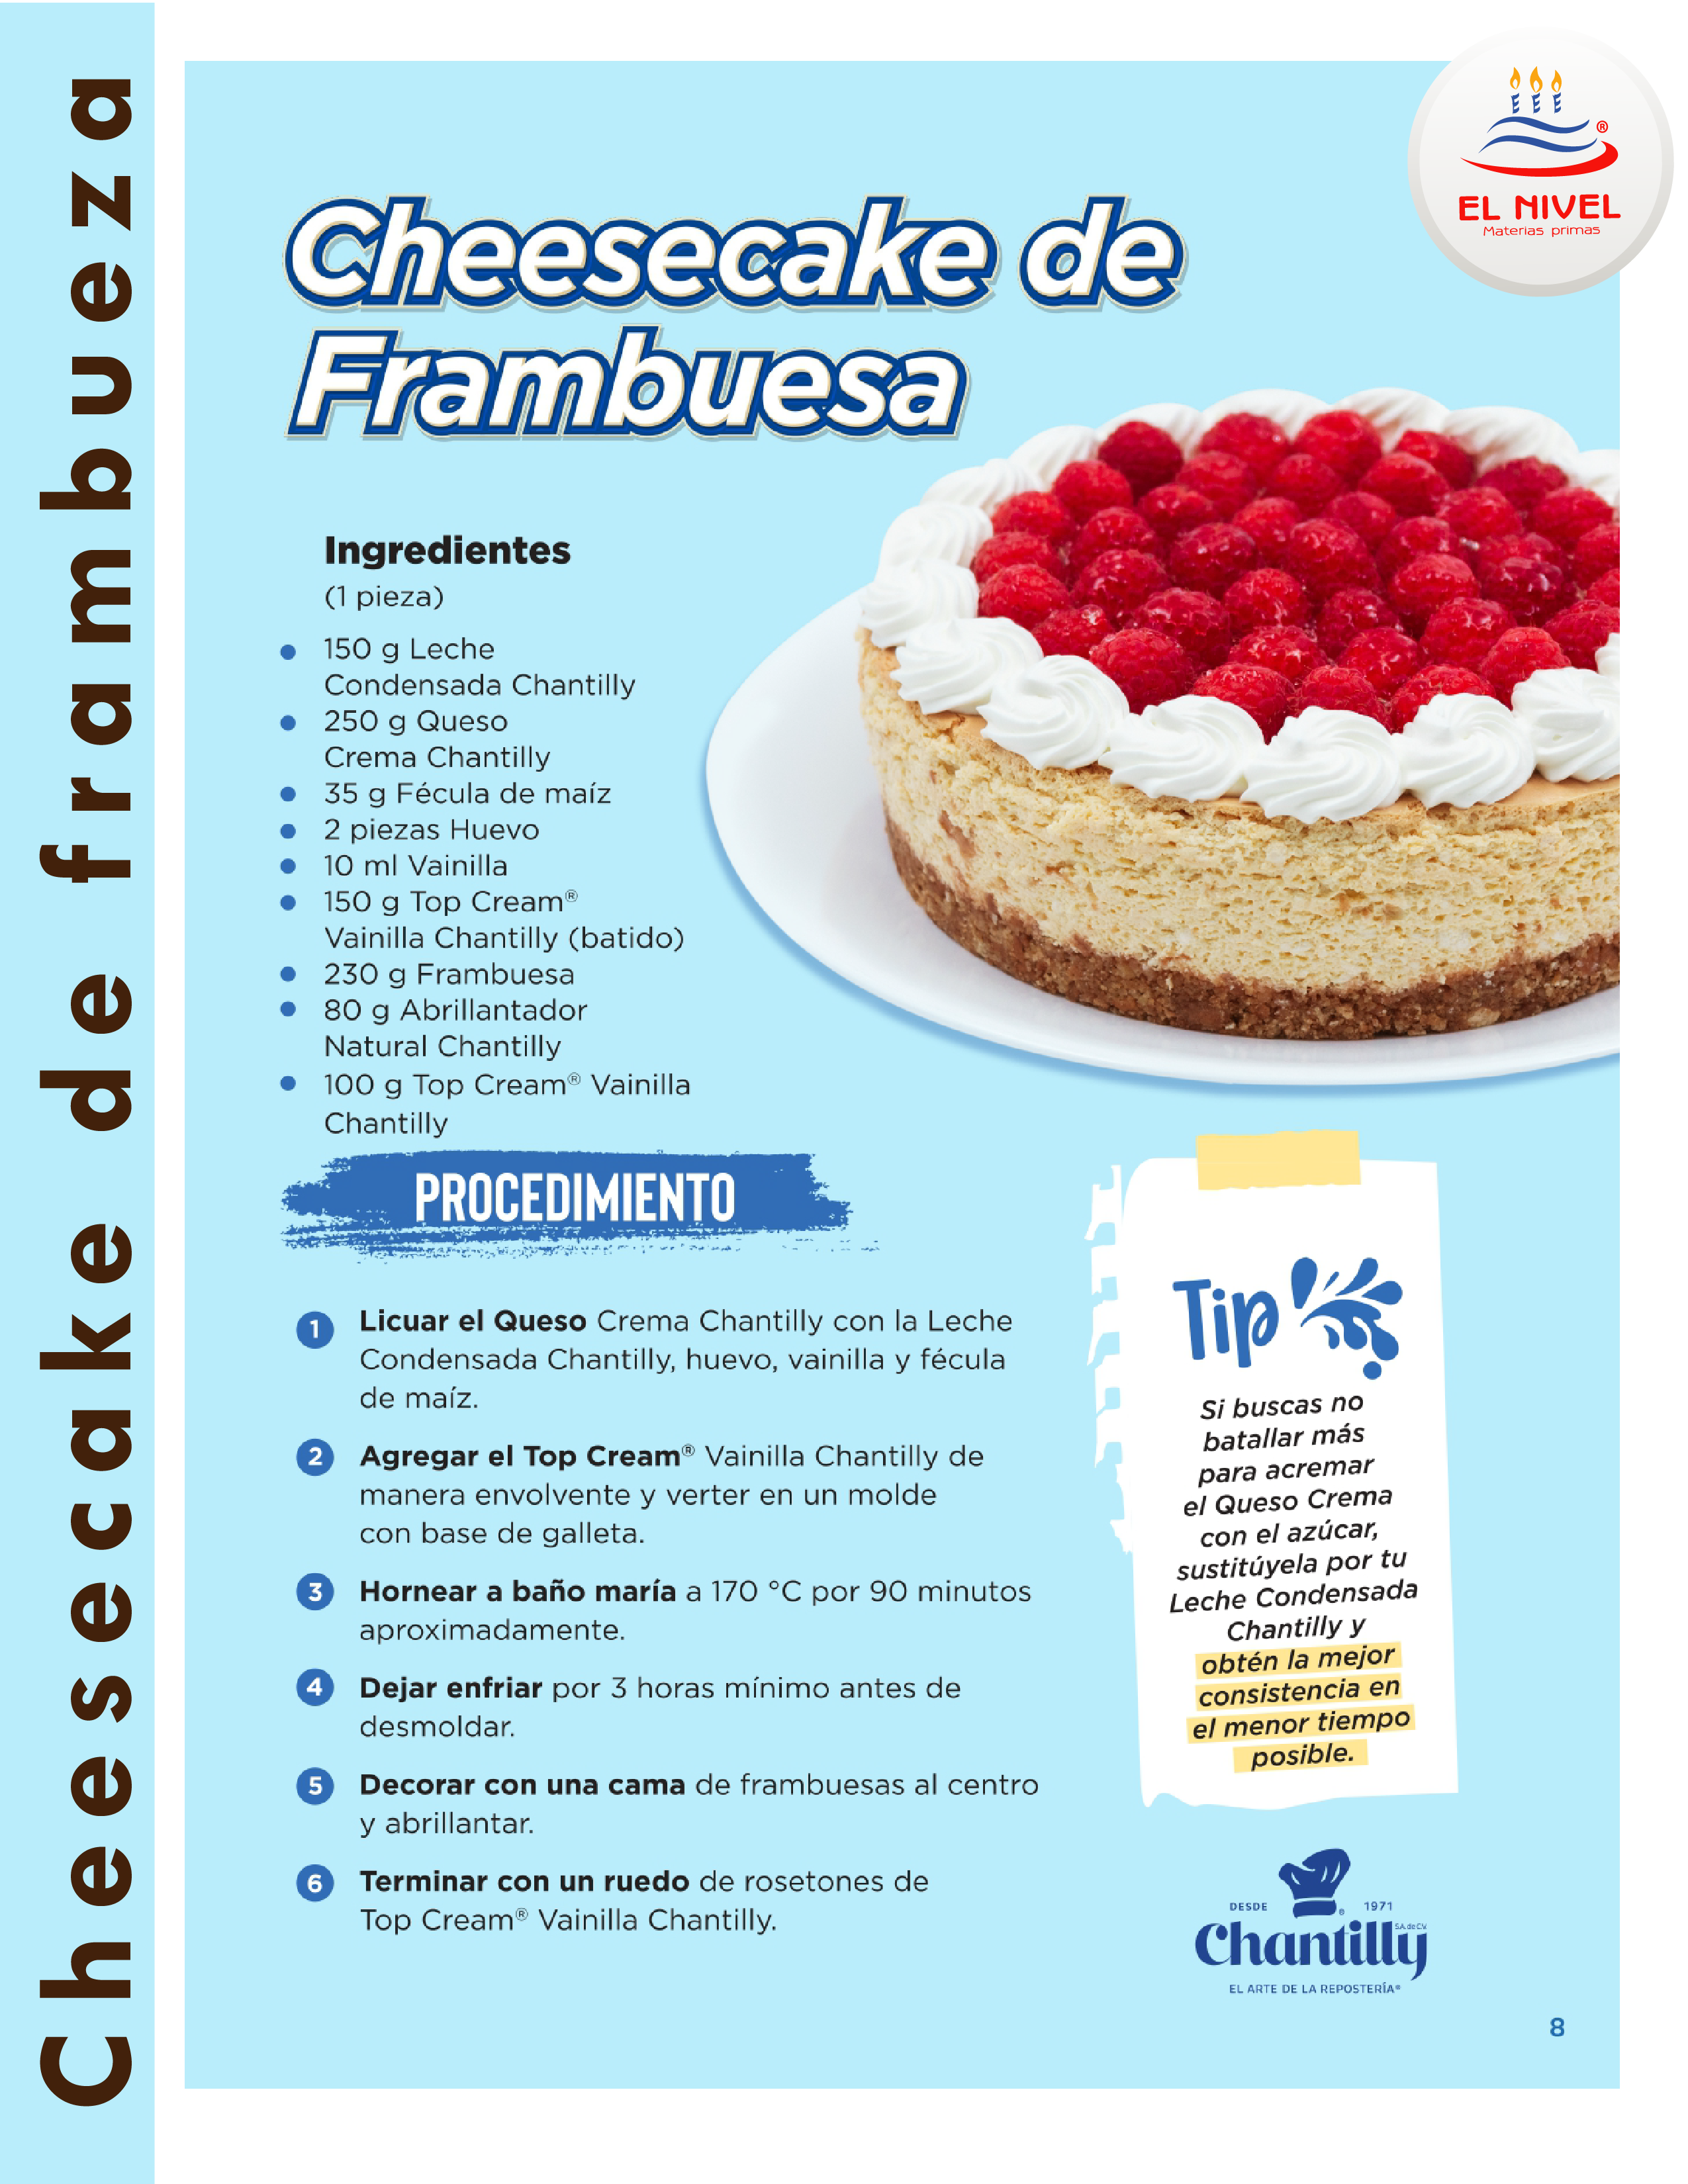 Cheesecake de frambueza
EL NIVEL
®
Materias primas
Cheesecake de
Frambuesa
Ingredientes
(1 pieza)
150 g Leche
Condensada Chantilly
250 g Queso
Crema Chantilly
35 g Fécula de maíz
2 piezas Huevo
10 ml Vainilla
150 g Top Cream®
Vainilla Chantilly (batido)
230 g Frambuesa
80 g Abrillantador
Natural Chantilly
100 g Top Cream® Vainilla
Chantilly
PROCEDIMIENTO
1 Licuar el Queso Crema Chantilly con la Leche
Condensada Chantilly, huevo, vainilla y fécula
de maíz.
2 Agregar el Top Cream® Vainilla Chantilly de
manera envolvente y verter en un molde
con base de galleta.
3 Hornear a baño maría a 170 °C por 90 minutos
aproximadamente.
4 Dejar enfriar por 3 horas mínimo antes de
desmoldar.
5 Decorar con una cama de frambuesas al centro
y abrillantar.
6 Terminar con un ruedo de rosetones de
Top Cream® Vainilla Chantilly.
Tip
Si buscas no
batallar más
para acremar
el Queso Crema
con el azúcar,
sustitúyela por tu
Leche Condensada
Chantilly y
obtén la mejor
consistencia en
el menor tiempo
posible.
DESDE ® 1971
Chantilly S.A. de C.V.
EL ARTE DE LA REPOSTERÍA®
8